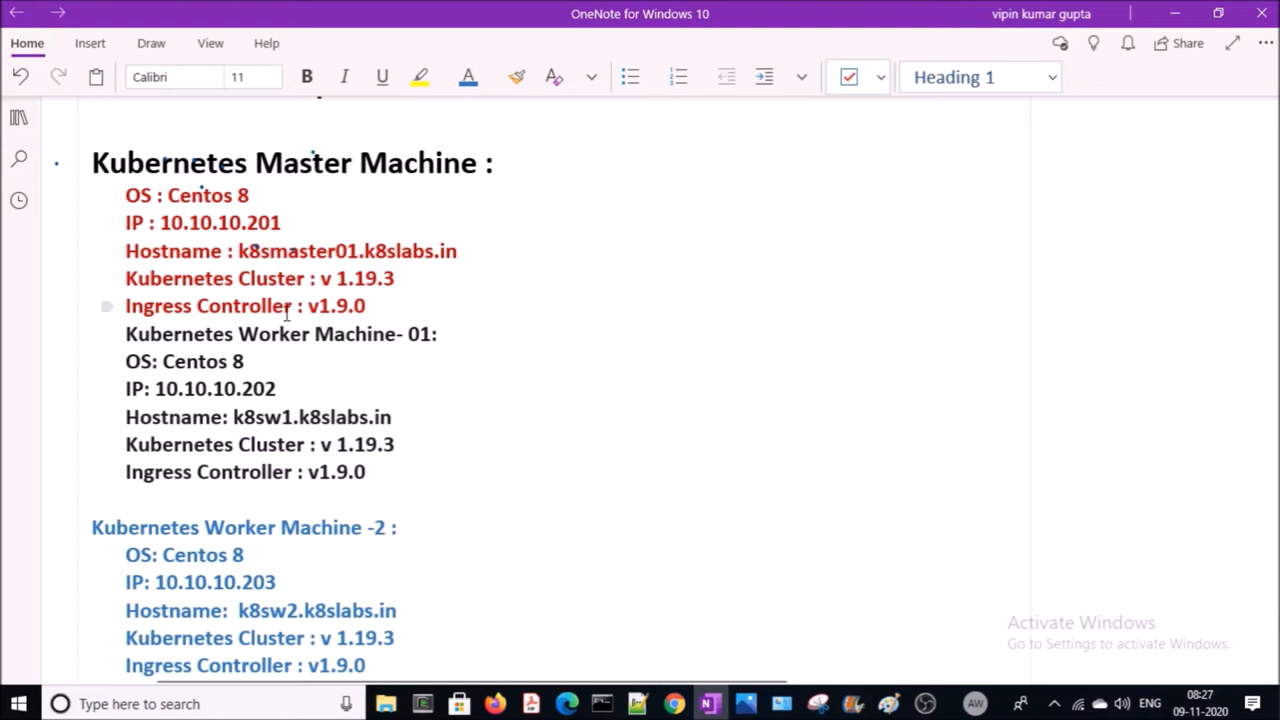 OneNote for Windows 10
vipin kumar gupta
Home Insert Draw View Help
Share
Calibri 11 B I U A A Heading 1
Kubernetes Master Machine :
OS : Centos 8
IP : 10.10.10.201
Hostname : k8smaster01.k8slabs.in
Kubernetes Cluster : v 1.19.3
Ingress Controller : v1.9.0
Kubernetes Worker Machine- 01:
OS: Centos 8
IP: 10.10.10.202
Hostname: k8sw1.k8slabs.in
Kubernetes Cluster : v 1.19.3
Ingress Controller : v1.9.0
Kubernetes Worker Machine -2 :
OS: Centos 8
IP: 10.10.10.203
Hostname: k8sw2.k8slabs.in
Kubernetes Cluster : v 1.19.3
Ingress Controller : v1.9.0
Activate Windows
Go to Settings to activate Windows.
Type here to search
AW
ENG
08:27
09-11-2020